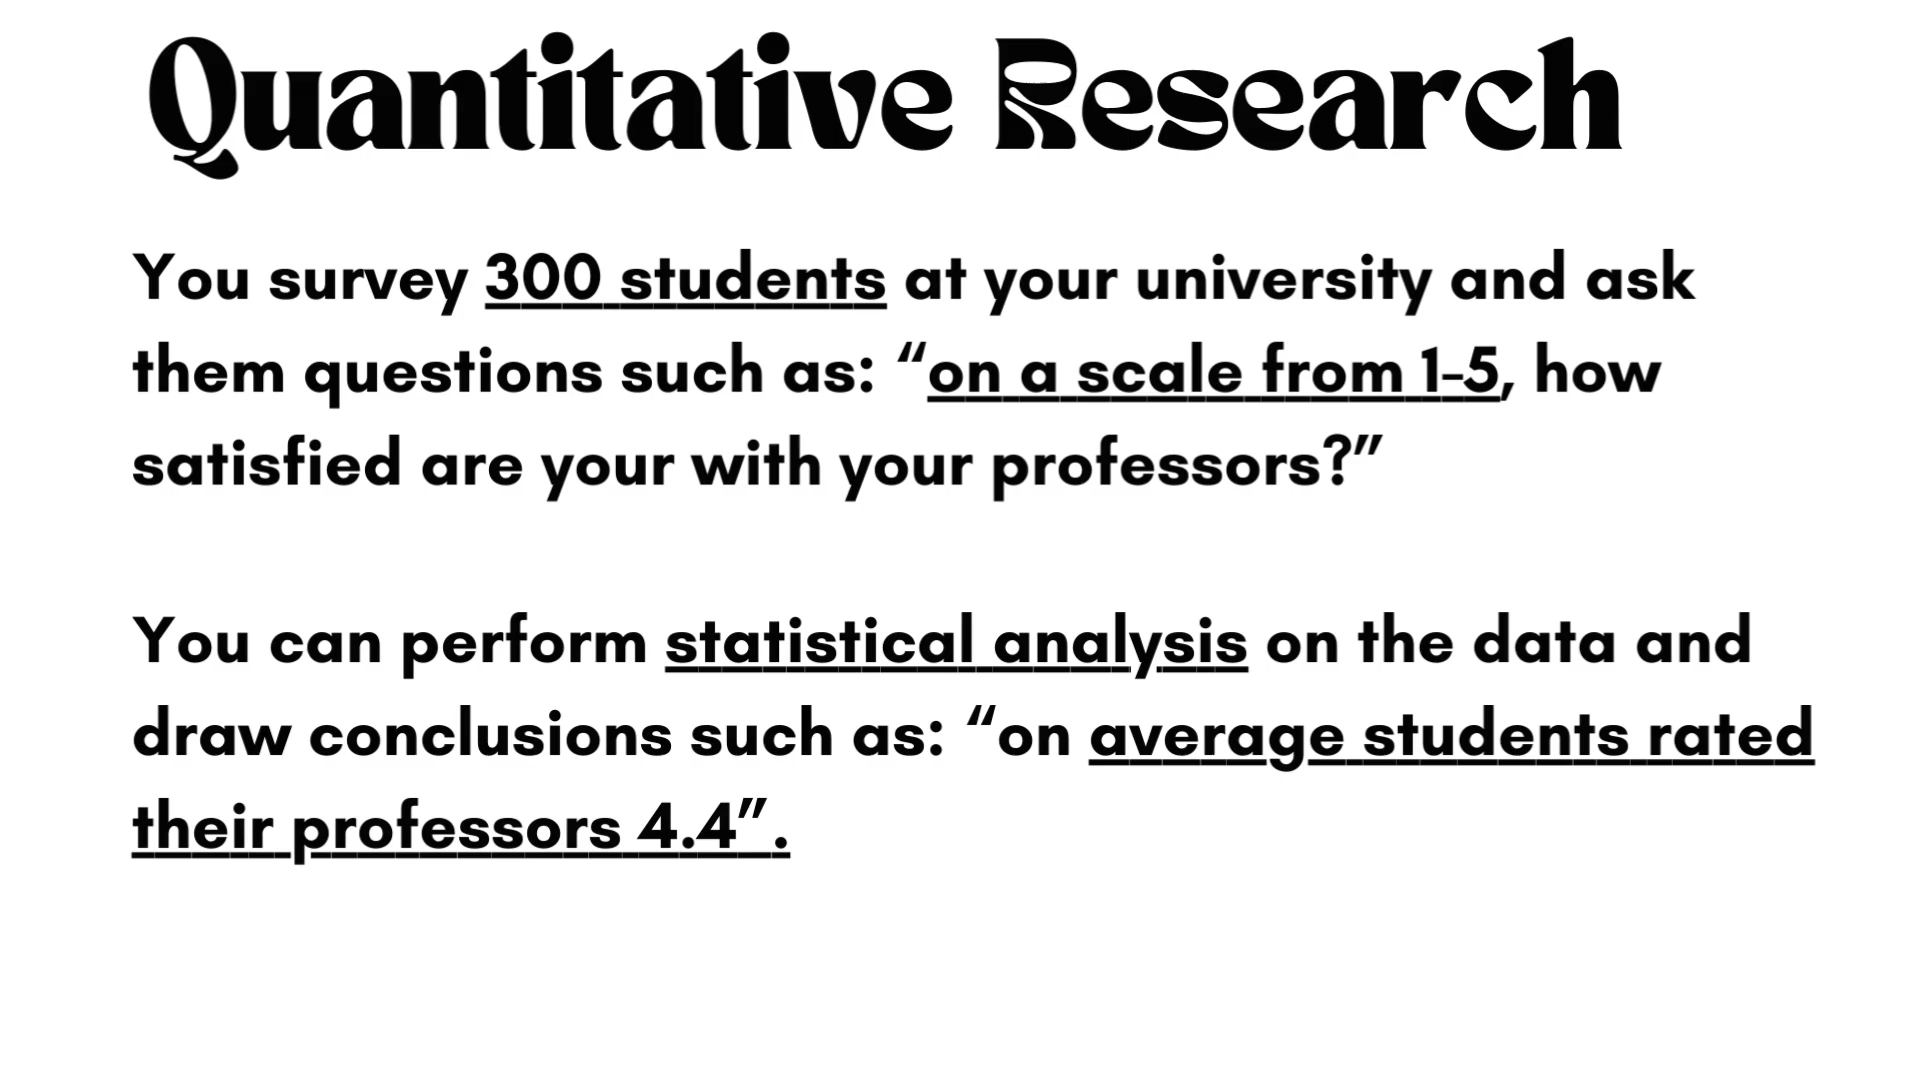 Quantitative Research
You survey 300 students at your university and ask
them questions such as: “on a scale from 1-5, how
satisfied are your with your professors?”
You can perform statistical analysis on the data and
draw conclusions such as: “on average students rated
their professors 4.4”.